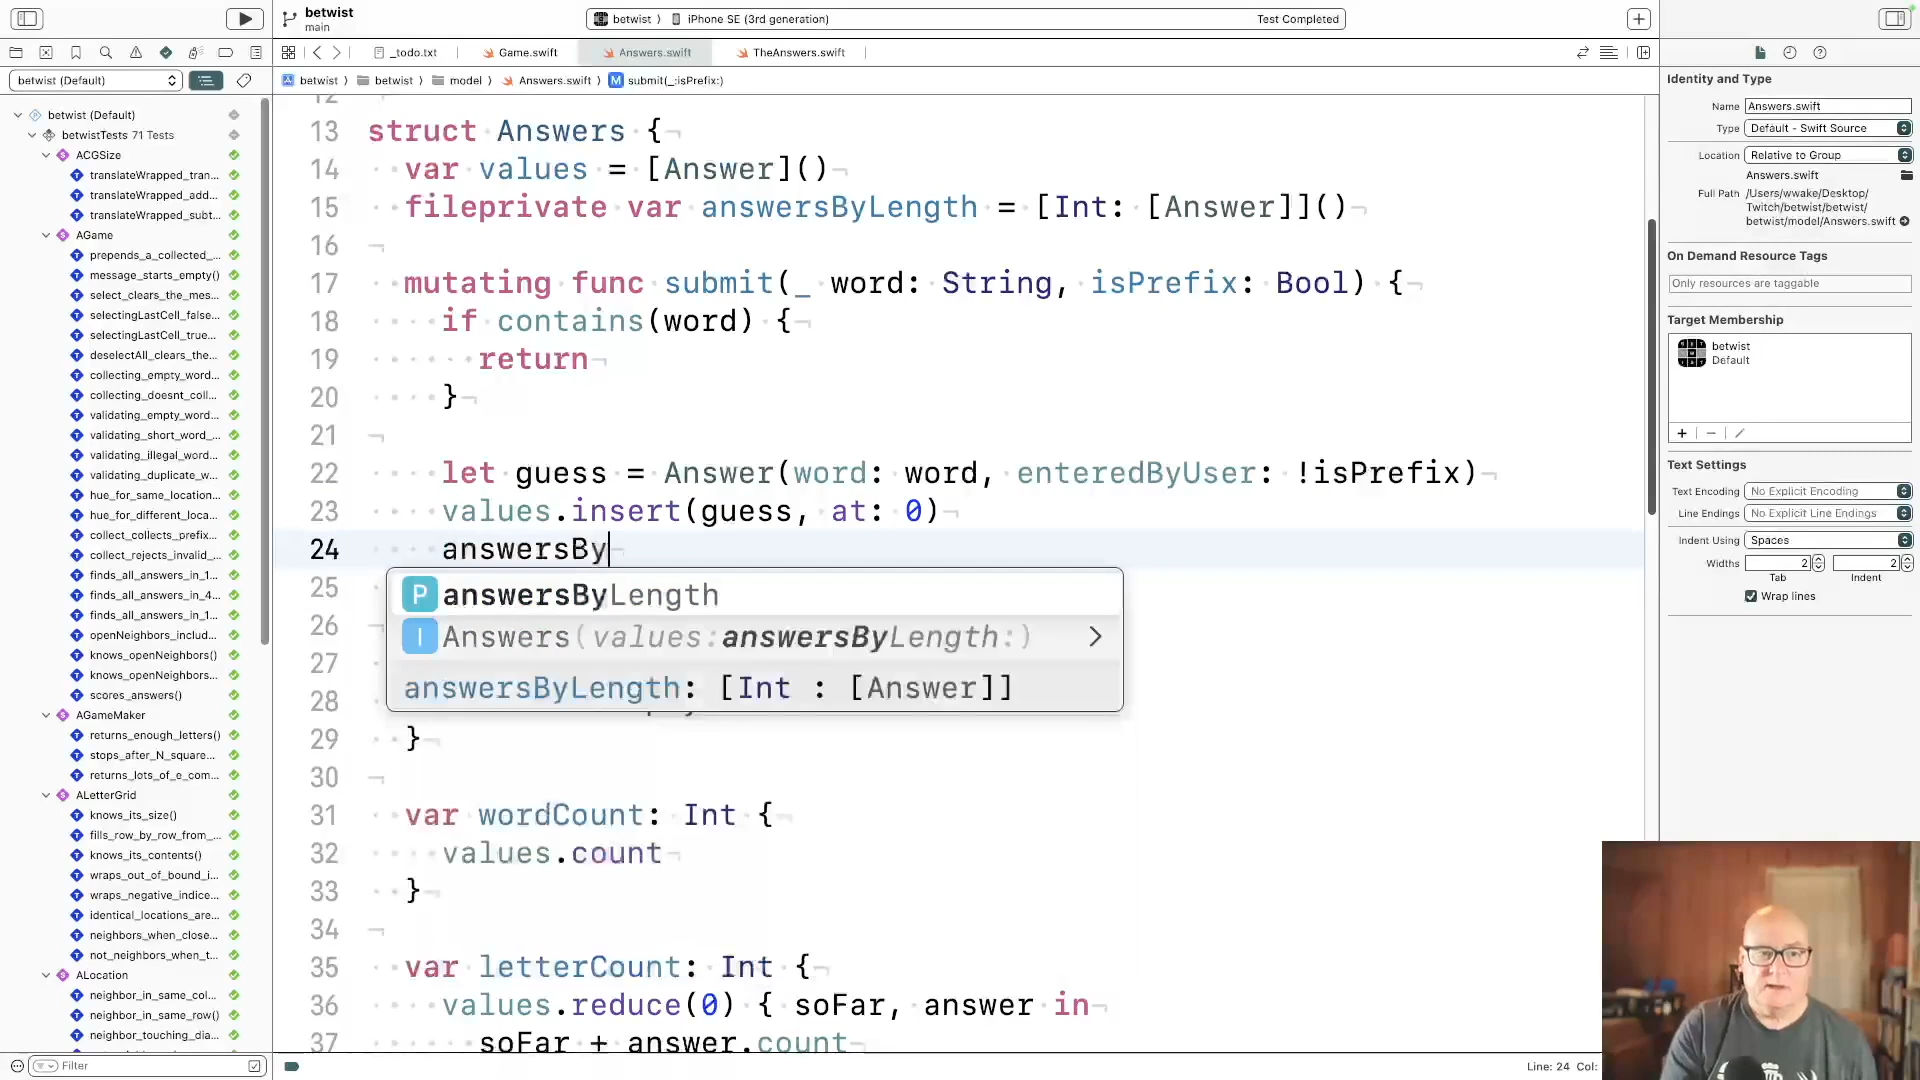 betwist
main
betwist 〉 iPhone SE (3rd generation)
Test Completed
_todo.txt
Game.swift
Answers.swift
TheAnswers.swift
betwist (Default)
betwist 〉 betwist 〉 model 〉 Answers.swift 〉 M submit(_:isPrefix:)
betwist (Default)
betwistTests 71 Tests
ACGSize
translateWrapped_tran...
translateWrapped_add...
translateWrapped_subt...
AGame
prepends_a_collected_...
message_starts_empty()
select_clears_the_mes...
selectingLastCell_false...
selectingLastCell_true...
deselectAll_clears_the...
collecting_empty_word...
collecting_doesnt_coll...
validating_empty_word...
validating_short_word_...
validating_illegal_word...
validating_duplicate_w...
hue_for_same_location...
hue_for_different_loca...
collect_collects_prefix...
collect_rejects_invalid_...
finds_all_answers_in_1...
finds_all_answers_in_4...
finds_all_answers_in_1...
openNeighbors_includ...
knows_openNeighbors()
knows_openNeighbors...
scores_answers()
AGameMaker
returns_enough_letters()
stops_after_N_square...
returns_lots_of_e_com...
ALetterGrid
knows_its_size()
fills_row_by_row_from_...
knows_its_contents()
wraps_out_of_bound_i...
wraps_negative_indice...
identical_locations_are...
neighbors_when_close...
not_neighbors_when_t...
ALocation
neighbor_in_same_col...
neighbor_in_same_row()
neighbor_touching_dia...
Filter
12
13 struct Answers {
14 var values = [Answer]()
15 fileprivate var answersByLength = [Int: [Answer]]()
16
17 mutating func submit(_ word: String, isPrefix: Bool) {
18 if contains(word) {
19 return
20 }
21
22 let guess = Answer(word: word, enteredByUser: !isPrefix)
23 values.insert(guess, at: 0)
24 answersBy
25
26
27
28
P answersByLength
I Answers(values:answersByLength:)
answersByLength: [Int : [Answer]]
29 }
30
31 var wordCount: Int {
32 values.count
33 }
34
35 var letterCount: Int {
36 values.reduce(0) { soFar, answer in
37 soFar + answer.count
Line: 24 Col:
Identity and Type
Name Answers.swift
Type Default - Swift Source
Location Relative to Group
Answers.swift
Full Path /Users/wwake/Desktop/
Twitch/betwist/betwist/
betwist/model/Answers.swift
On Demand Resource Tags
Only resources are taggable
Target Membership
betwist
Default
Text Settings
Text Encoding No Explicit Encoding
Line Endings No Explicit Line Endings
Indent Using Spaces
Widths 2 2
Tab Indent
Wrap lines